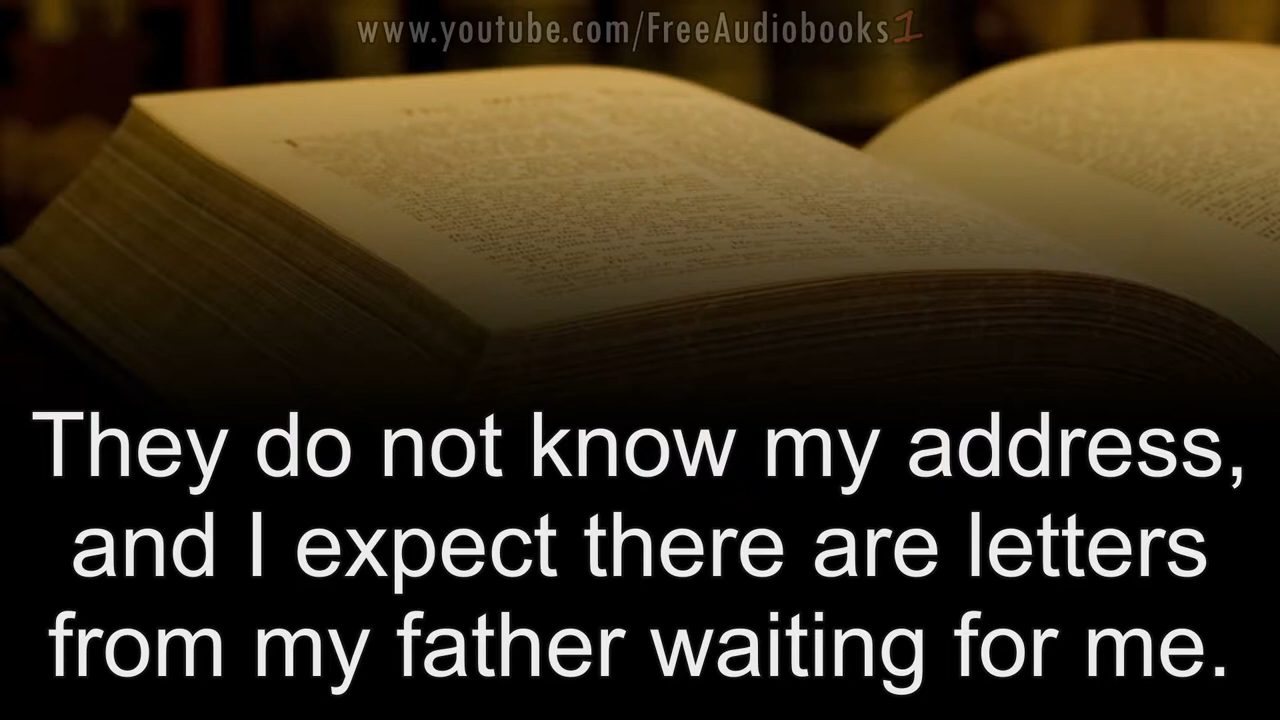 www.youtube.com/FreeAudiobooks1
They do not know my address,
and I expect there are letters
from my father waiting for me.